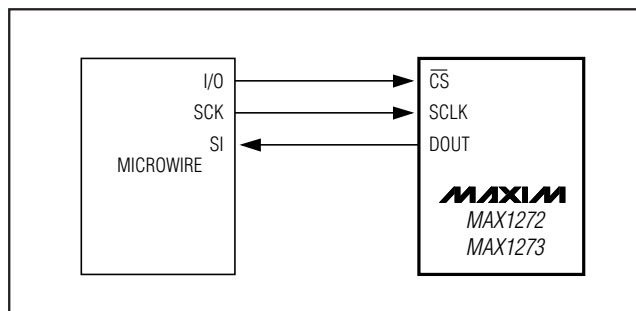 I/O
SCK
SI
MICROWIRE
CS
SCLK
DOUT
MAXIM
MAX1272
MAX1273